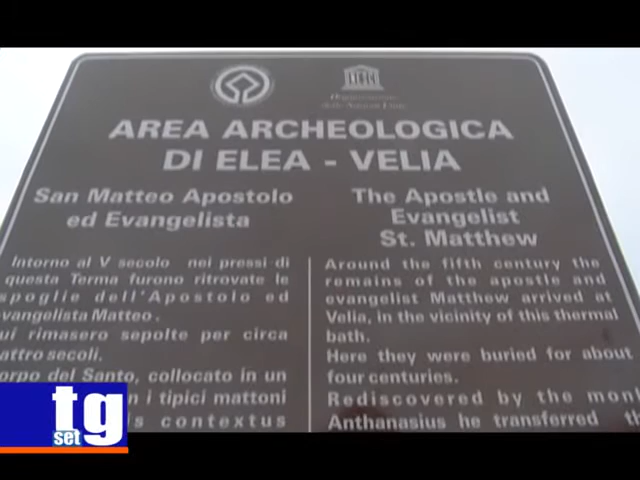 AREA ARCHEOLOGICA
DI ELEA - VELIA
San Matteo Apostolo
ed Evangelista
Intorno al V secolo nei pressi di
questa Terma furono ritrovate le
spoglie dell'Apostolo ed
vangelista Matteo.
ui rimasero sepolte per circa
attro secoli.
orpo del Santo, collocato in un
n i tipici mattoni
s contextus
The Apostle and
Evangelist
St. Matthew
Around the fifth century the
remains of the apostle and
evangelist Matthew arrived at
Velia, in the vicinity of this thermal
bath.
Here they were buried for about
four centuries.
Rediscovered by the monk
Anthanasius he transferred th
tg
set